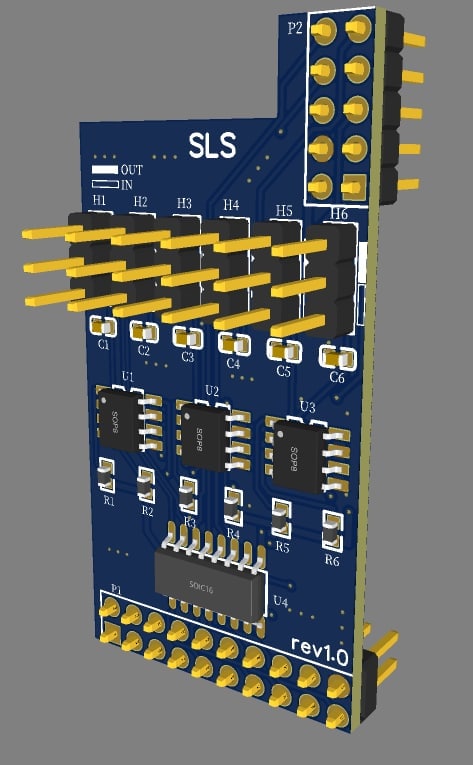 P2
SLS
OUT
IN
H1 H2 H3 H4 H5 H6
C1 C2 C3 C4 C5 C6
U1 U2 U3
SOP8 SOP8 SOP8
R1 R2 R3 R4 R5 R6
SOIC16
U4
P1
rev1.0